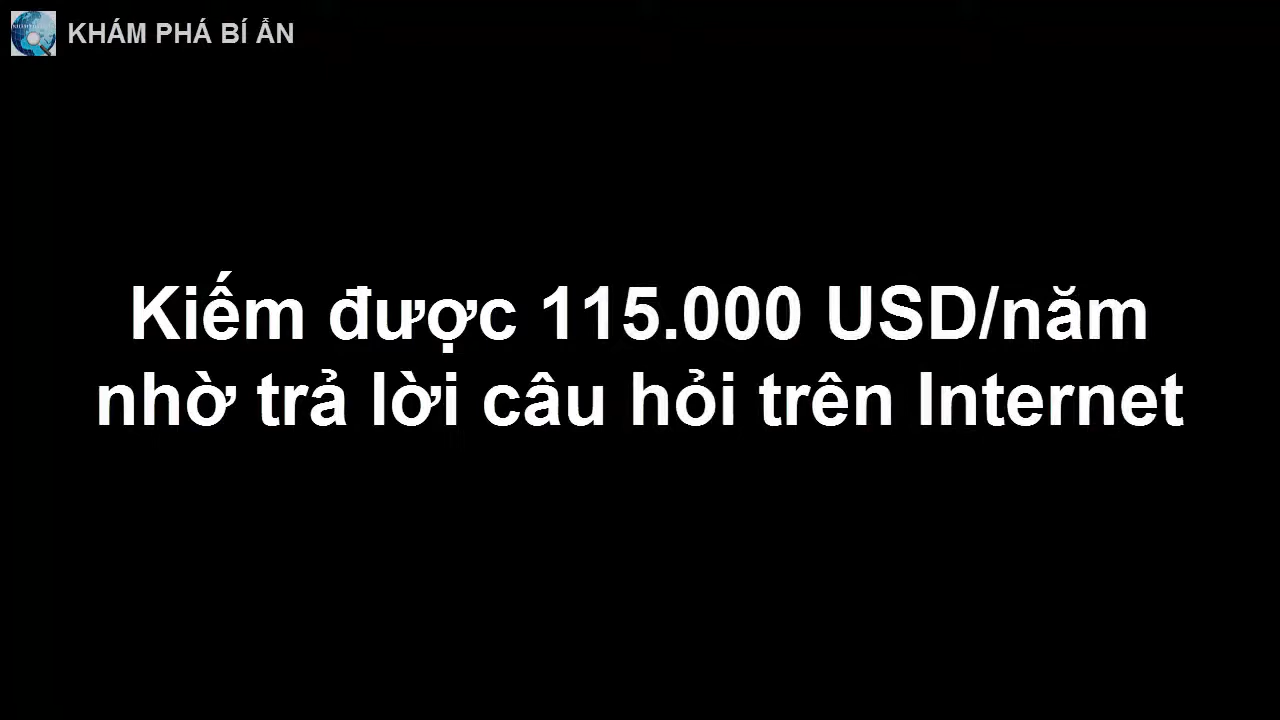 KHÁM PHÁ BÍ ẨN
Kiếm được 115.000 USD/năm
nhờ trả lời câu hỏi trên Internet